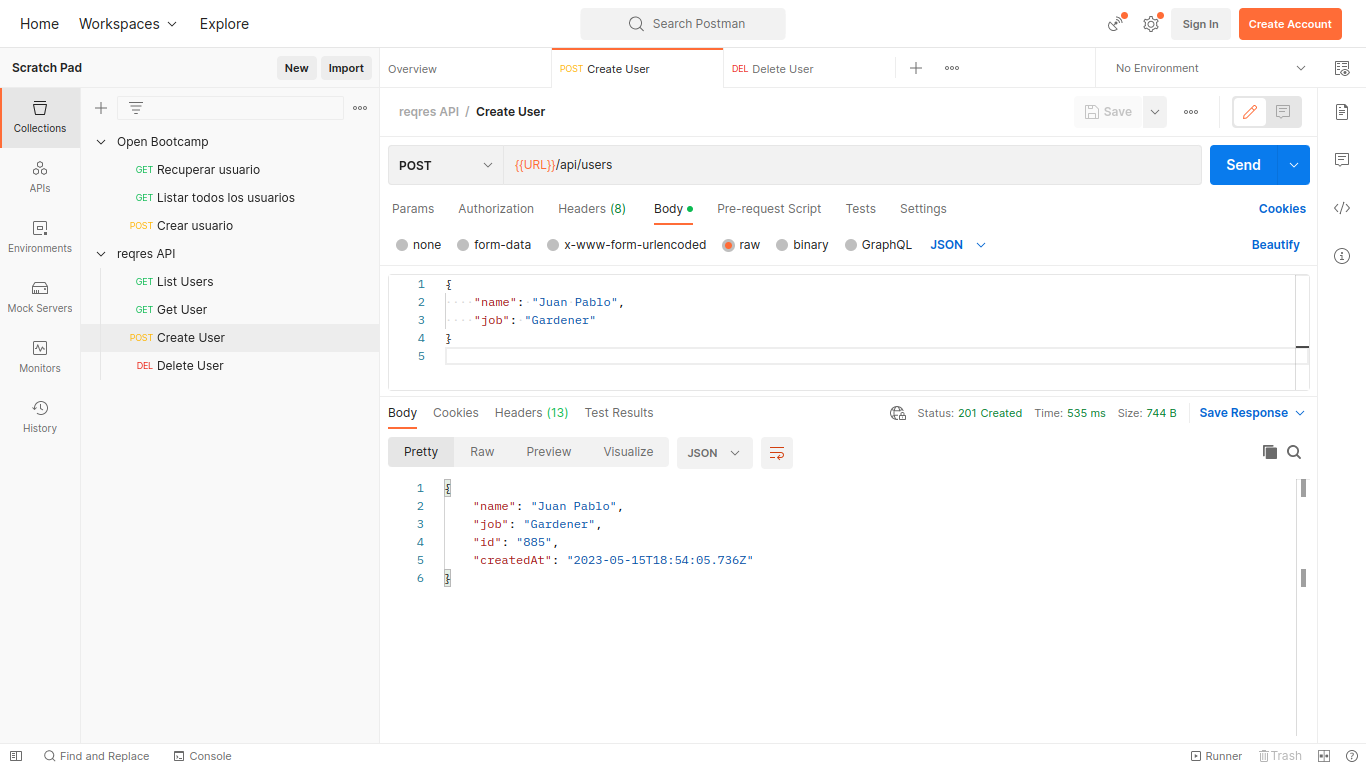 Home Workspaces Explore Search Postman Sign In Create Account
Scratch Pad New Import Overview POST Create User DEL Delete User No Environment
Collections
APIs
Environments
Mock Servers
Monitors
History
Open Bootcamp
GET Recuperar usuario
GET Listar todos los usuarios
POST Crear usuario
reqres API
GET List Users
GET Get User
POST Create User
DEL Delete User
reqres API / Create User Save
POST {{URL}}/api/users Send
Params Authorization Headers (8) Body Pre-request Script Tests Settings Cookies
none form-data x-www-form-urlencoded raw binary GraphQL JSON Beautify
1 {
2 "name": "Juan Pablo",
3 "job": "Gardener"
4 }
5
Body Cookies Headers (13) Test Results Status: 201 Created Time: 535 ms Size: 744 B Save Response
Pretty Raw Preview Visualize JSON
1 {
2 "name": "Juan Pablo",
3 "job": "Gardener",
4 "id": "885",
5 "createdAt": "2023-05-15T18:54:05.736Z"
6 }
Find and Replace Console Runner Trash